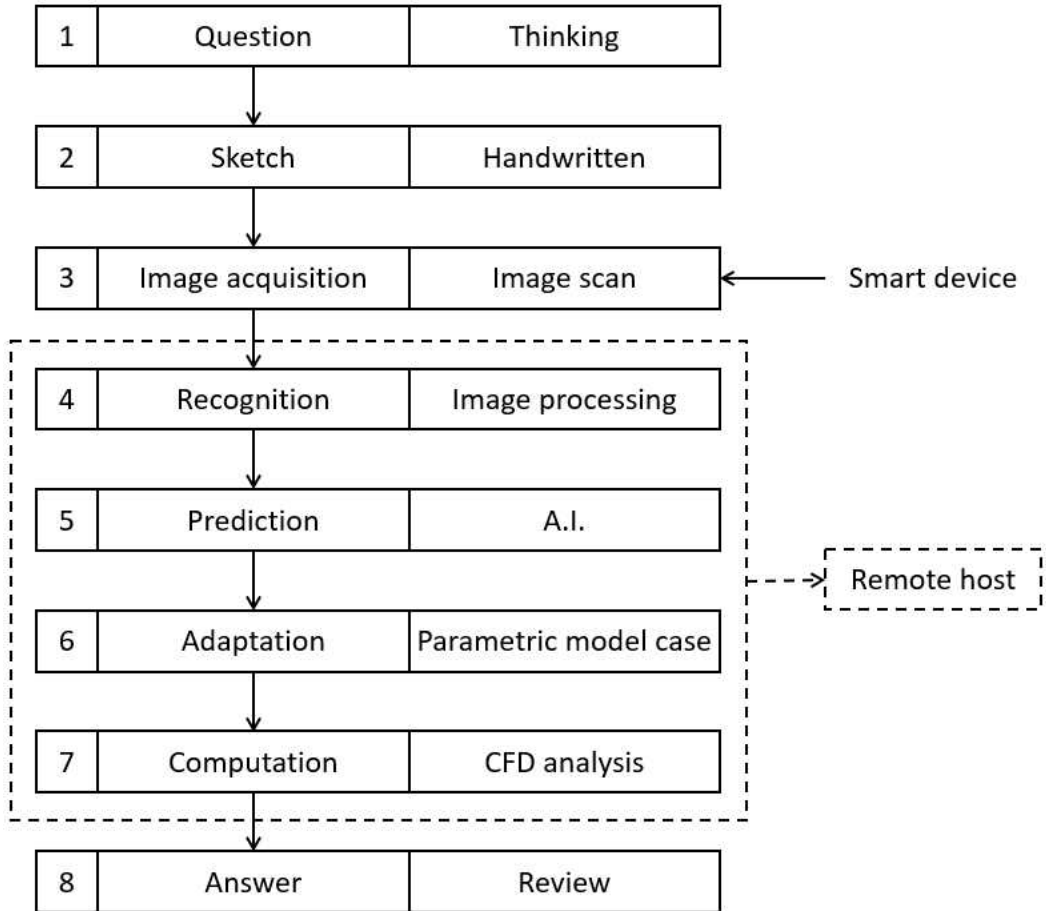 1 Question Thinking
2 Sketch Handwritten
3 Image acquisition Image scan Smart device
4 Recognition Image processing
5 Prediction A.I.
Remote host
6 Adaptation Parametric model case
7 Computation CFD analysis
8 Answer Review